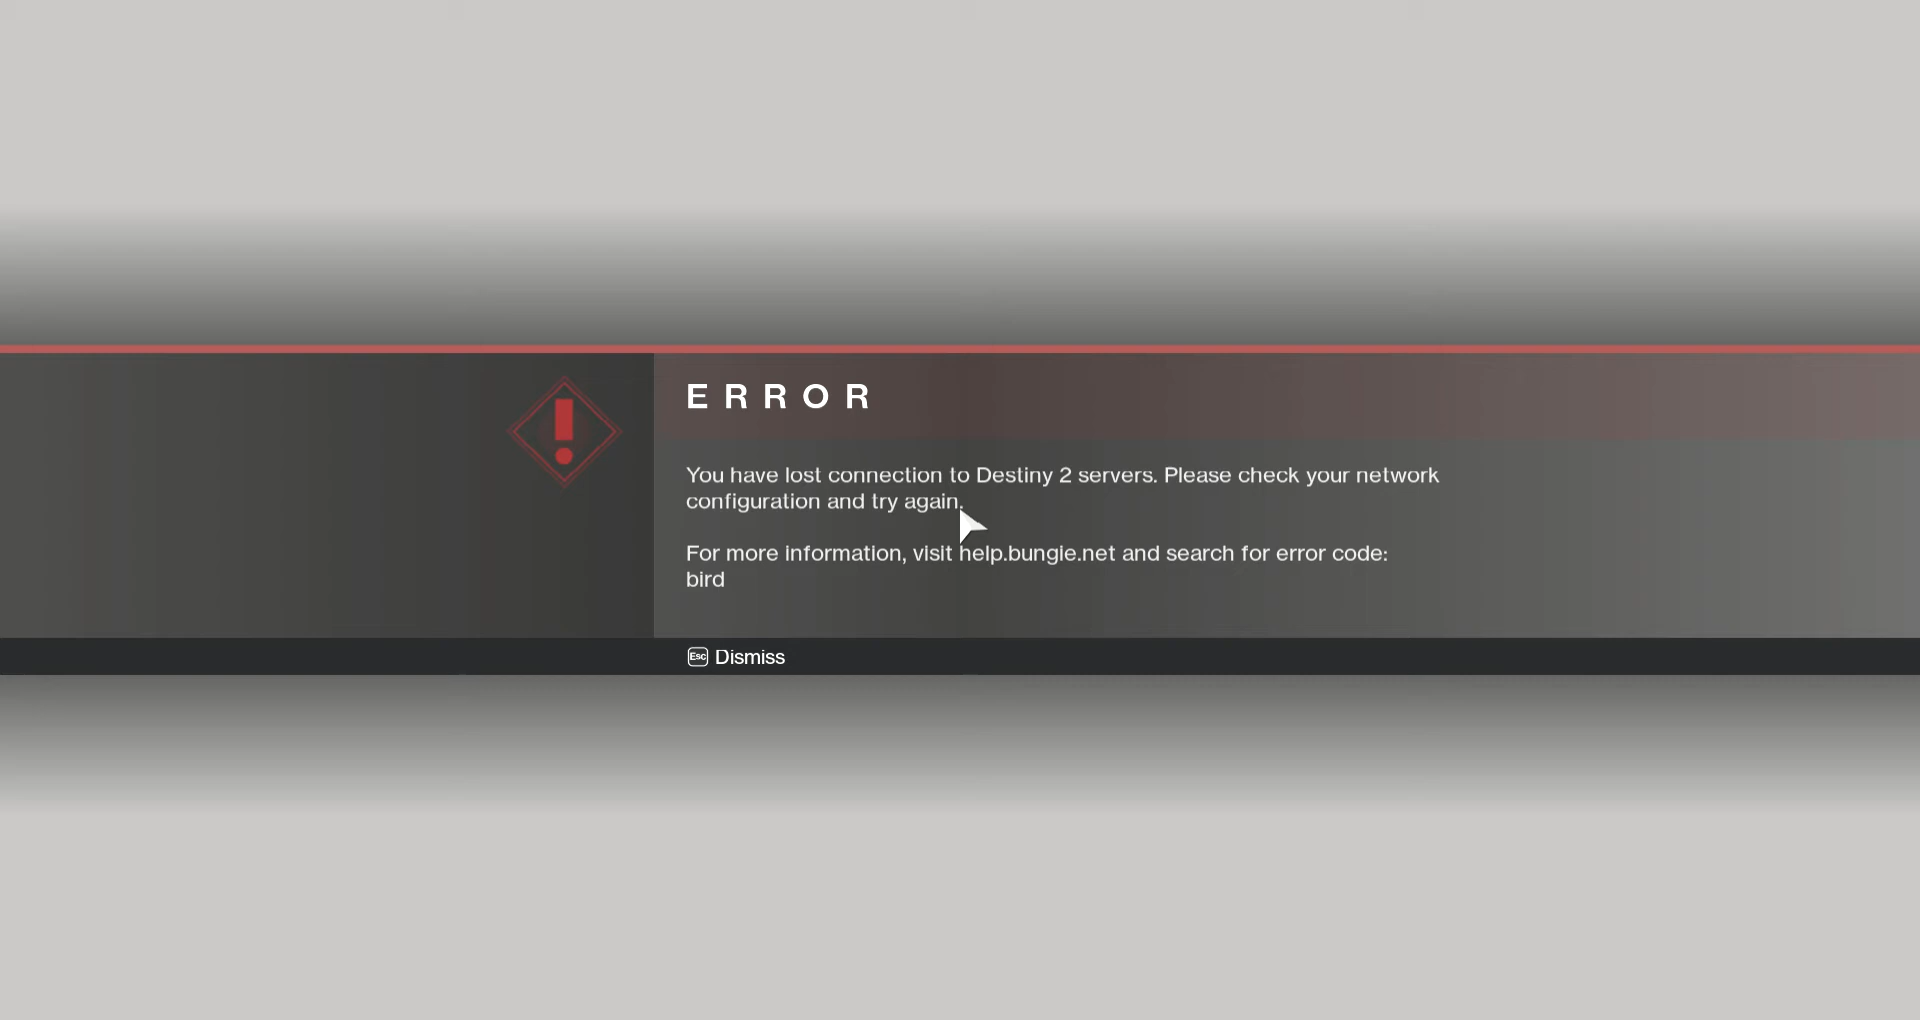 ERROR
You have lost connection to Destiny 2 servers. Please check your network
configuration and try again.
For more information, visit help.bungie.net and search for error code:
bird
Esc Dismiss